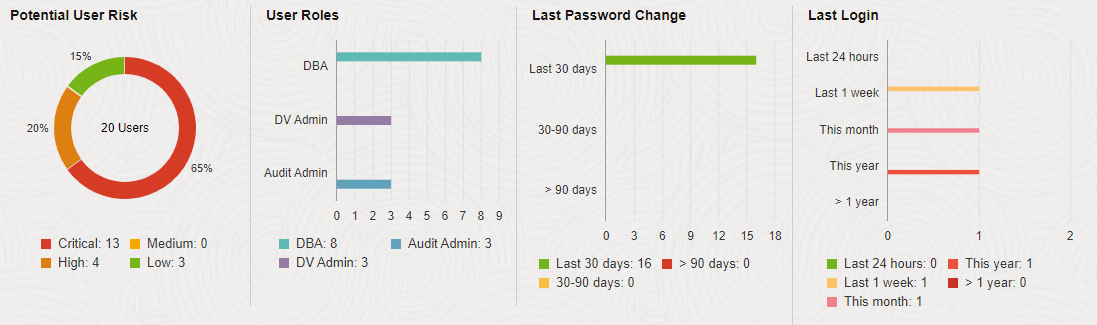 Potential User Risk
15%
20%
20 Users
65%
Critical: 13 Medium: 0
High: 4 Low: 3
User Roles
DBA
DV Admin
Audit Admin
0 1 2 3 4 5 6 7 8 9
DBA: 8 Audit Admin: 3
DV Admin: 3
Last Password Change
Last 30 days
30-90 days
> 90 days
0 3 6 9 12 15 18
Last 30 days: 16 > 90 days: 0
30-90 days: 0
Last Login
Last 24 hours
Last 1 week
This month
This year
> 1 year
0 1 2
Last 24 hours: 0 This year: 1
Last 1 week: 1 > 1 year: 0
This month: 1